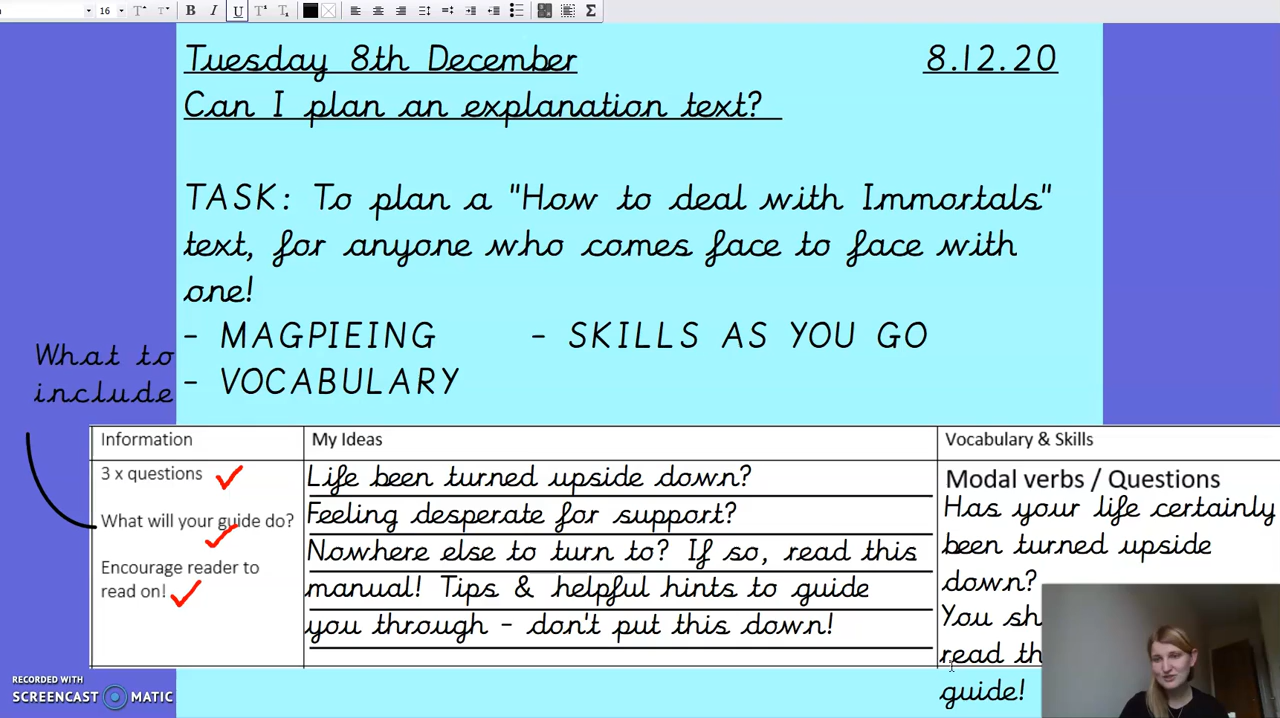 16
B I U T T
Tuesday 8th December 8.12.20
Can I plan an explanation text?
TASK: To plan a "How to deal with Immortals"
text, for anyone who comes face to face with
one!
- MAGPIEING - SKILLS AS YOU GO
- VOCABULARY
What to
include
Information My Ideas Vocabulary & Skills
3 x questions
What will your guide do?
Encourage reader to
read on!
Life been turned upside down?
Feeling desperate for support?
Nowhere else to turn to? If so, read this
manual! Tips & helpful hints to guide
you through - don't put this down!
Modal verbs / Questions
Has your life certainly
been turned upside
down?
You
read
guide!
RECORDED WITH
SCREENCAST MATIC